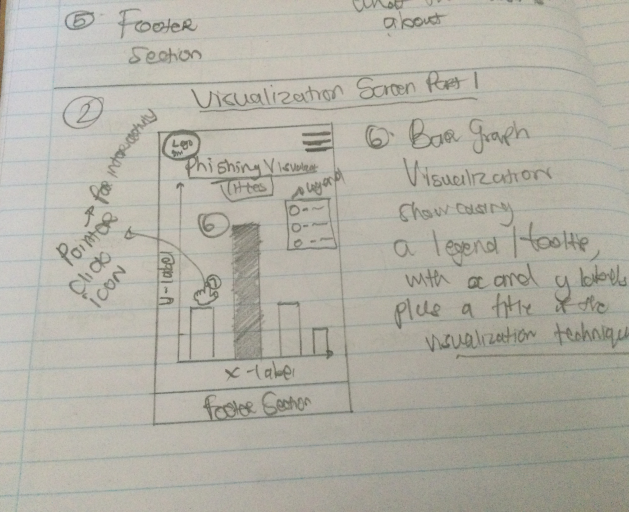 about
5 Footer
Section
Visualization Screen Part 1
2
Pointer → for interactivity
Click
icon
Logo
Phishing Visualizer
(Title)
Legend
6
y-label
x-label
Footer Section
6 Bar Graph
Visualization
showcasing
a legend / tooltip,
with x and y labels
plus a title of the
visualization technique